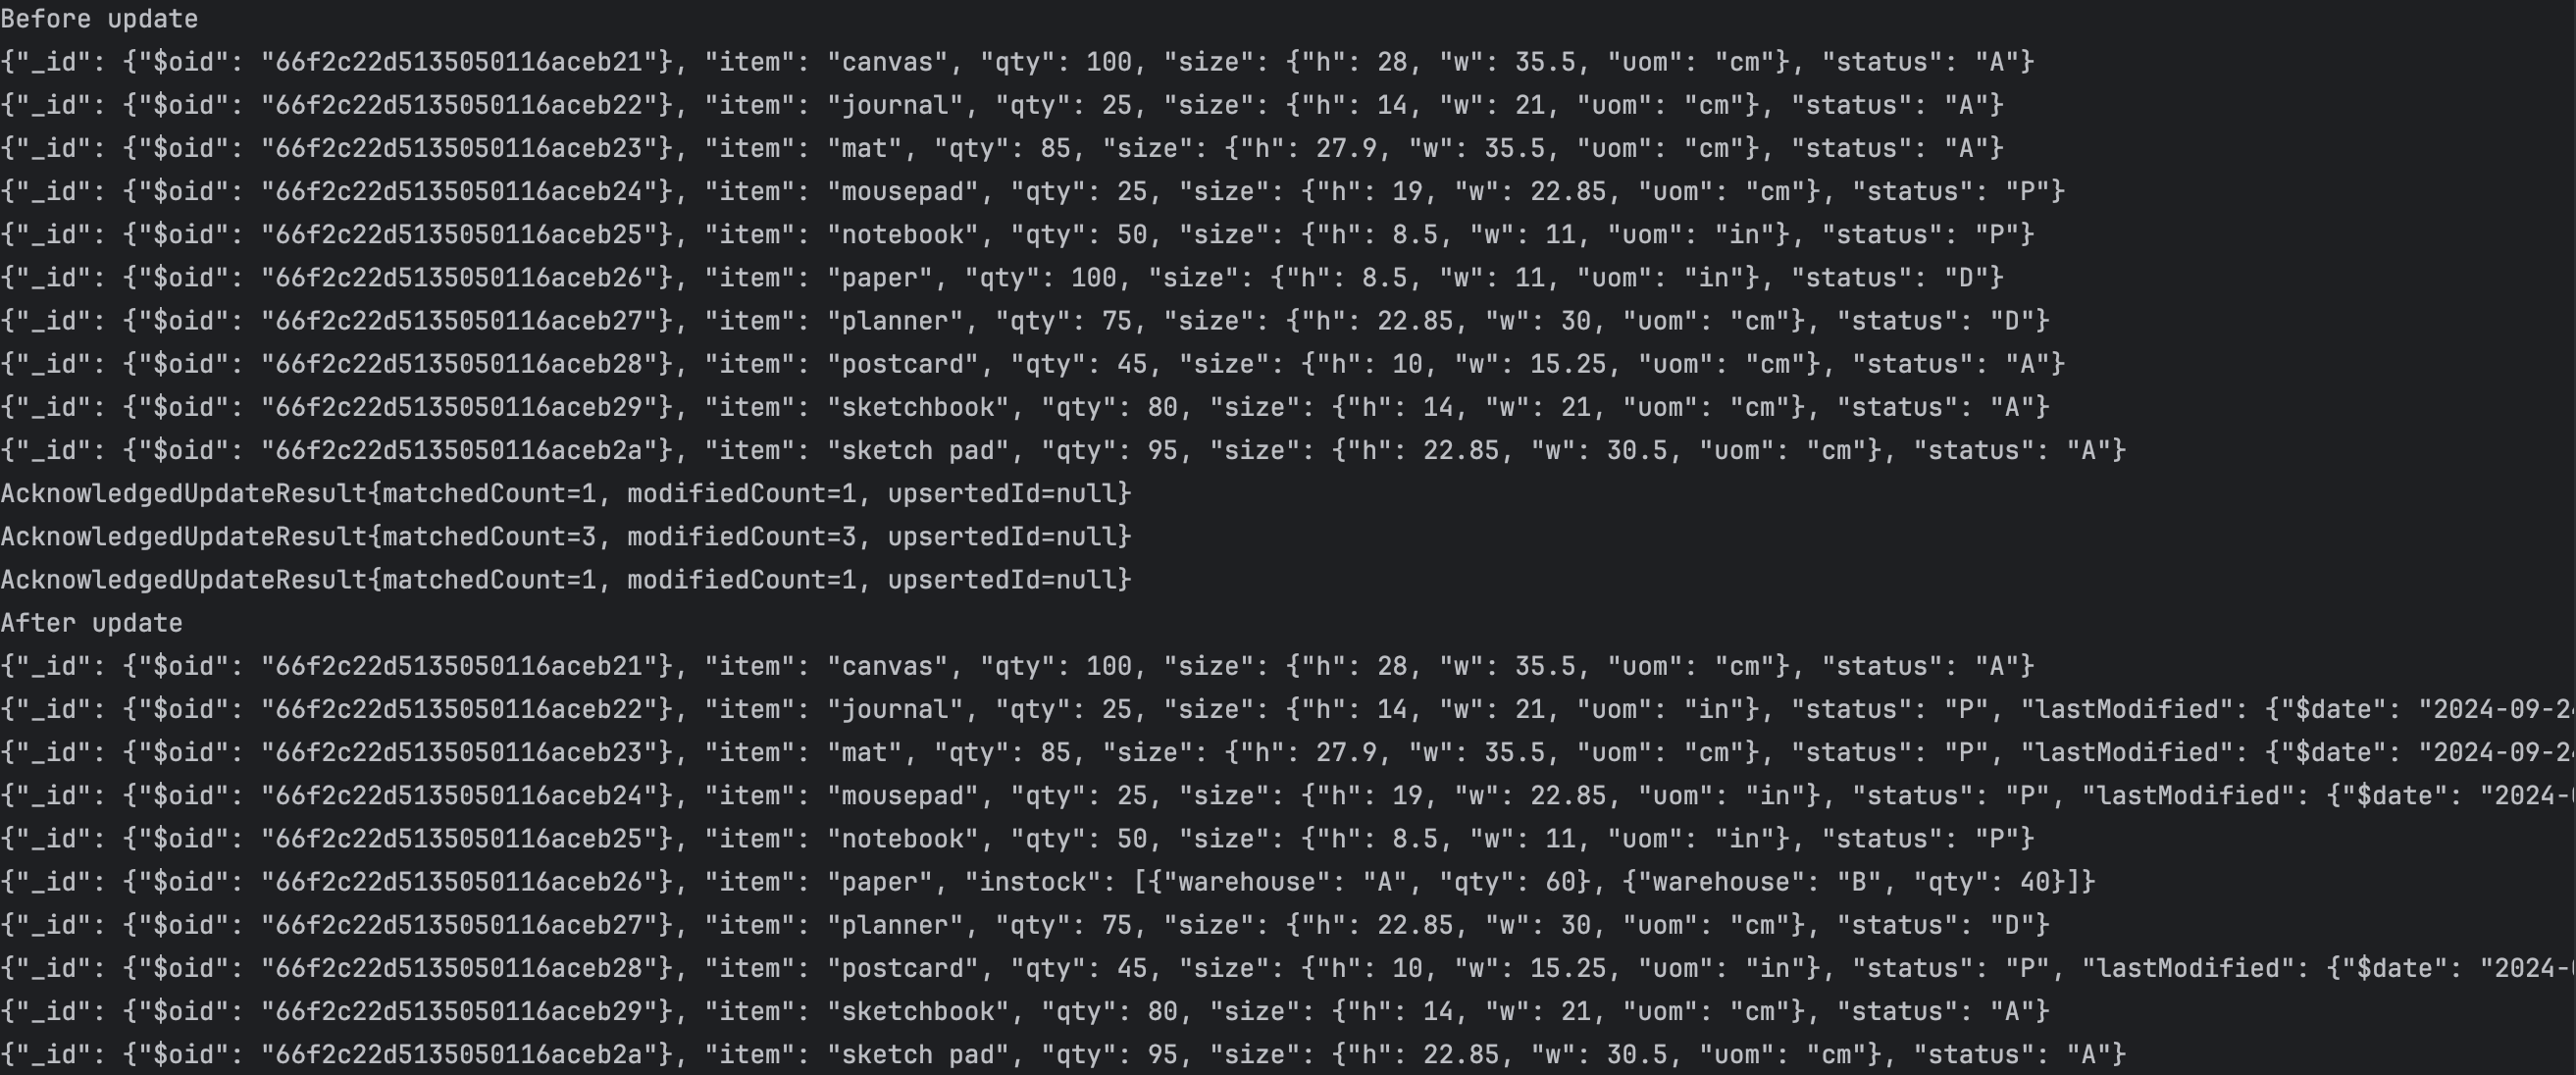 Before update
{"_id": {"$oid": "66f2c22d5135050116aceb21"}, "item": "canvas", "qty": 100, "size": {"h": 28, "w": 35.5, "uom": "cm"}, "status": "A"}
{"_id": {"$oid": "66f2c22d5135050116aceb22"}, "item": "journal", "qty": 25, "size": {"h": 14, "w": 21, "uom": "cm"}, "status": "A"}
{"_id": {"$oid": "66f2c22d5135050116aceb23"}, "item": "mat", "qty": 85, "size": {"h": 27.9, "w": 35.5, "uom": "cm"}, "status": "A"}
{"_id": {"$oid": "66f2c22d5135050116aceb24"}, "item": "mousepad", "qty": 25, "size": {"h": 19, "w": 22.85, "uom": "cm"}, "status": "P"}
{"_id": {"$oid": "66f2c22d5135050116aceb25"}, "item": "notebook", "qty": 50, "size": {"h": 8.5, "w": 11, "uom": "in"}, "status": "P"}
{"_id": {"$oid": "66f2c22d5135050116aceb26"}, "item": "paper", "qty": 100, "size": {"h": 8.5, "w": 11, "uom": "in"}, "status": "D"}
{"_id": {"$oid": "66f2c22d5135050116aceb27"}, "item": "planner", "qty": 75, "size": {"h": 22.85, "w": 30, "uom": "cm"}, "status": "D"}
{"_id": {"$oid": "66f2c22d5135050116aceb28"}, "item": "postcard", "qty": 45, "size": {"h": 10, "w": 15.25, "uom": "cm"}, "status": "A"}
{"_id": {"$oid": "66f2c22d5135050116aceb29"}, "item": "sketchbook", "qty": 80, "size": {"h": 14, "w": 21, "uom": "cm"}, "status": "A"}
{"_id": {"$oid": "66f2c22d5135050116aceb2a"}, "item": "sketch pad", "qty": 95, "size": {"h": 22.85, "w": 30.5, "uom": "cm"}, "status": "A"}
AcknowledgedUpdateResult{matchedCount=1, modifiedCount=1, upsertedId=null}
AcknowledgedUpdateResult{matchedCount=3, modifiedCount=3, upsertedId=null}
AcknowledgedUpdateResult{matchedCount=1, modifiedCount=1, upsertedId=null}
After update
{"_id": {"$oid": "66f2c22d5135050116aceb21"}, "item": "canvas", "qty": 100, "size": {"h": 28, "w": 35.5, "uom": "cm"}, "status": "A"}
{"_id": {"$oid": "66f2c22d5135050116aceb22"}, "item": "journal", "qty": 25, "size": {"h": 14, "w": 21, "uom": "in"}, "status": "P", "lastModified": {"$date": "2024-09-24
{"_id": {"$oid": "66f2c22d5135050116aceb23"}, "item": "mat", "qty": 85, "size": {"h": 27.9, "w": 35.5, "uom": "cm"}, "status": "P", "lastModified": {"$date": "2024-09-24
{"_id": {"$oid": "66f2c22d5135050116aceb24"}, "item": "mousepad", "qty": 25, "size": {"h": 19, "w": 22.85, "uom": "in"}, "status": "P", "lastModified": {"$date": "2024-
{"_id": {"$oid": "66f2c22d5135050116aceb25"}, "item": "notebook", "qty": 50, "size": {"h": 8.5, "w": 11, "uom": "in"}, "status": "P"}
{"_id": {"$oid": "66f2c22d5135050116aceb26"}, "item": "paper", "instock": [{"warehouse": "A", "qty": 60}, {"warehouse": "B", "qty": 40}]}
{"_id": {"$oid": "66f2c22d5135050116aceb27"}, "item": "planner", "qty": 75, "size": {"h": 22.85, "w": 30, "uom": "cm"}, "status": "D"}
{"_id": {"$oid": "66f2c22d5135050116aceb28"}, "item": "postcard", "qty": 45, "size": {"h": 10, "w": 15.25, "uom": "in"}, "status": "P", "lastModified": {"$date": "2024-
{"_id": {"$oid": "66f2c22d5135050116aceb29"}, "item": "sketchbook", "qty": 80, "size": {"h": 14, "w": 21, "uom": "cm"}, "status": "A"}
{"_id": {"$oid": "66f2c22d5135050116aceb2a"}, "item": "sketch pad", "qty": 95, "size": {"h": 22.85, "w": 30.5, "uom": "cm"}, "status": "A"}